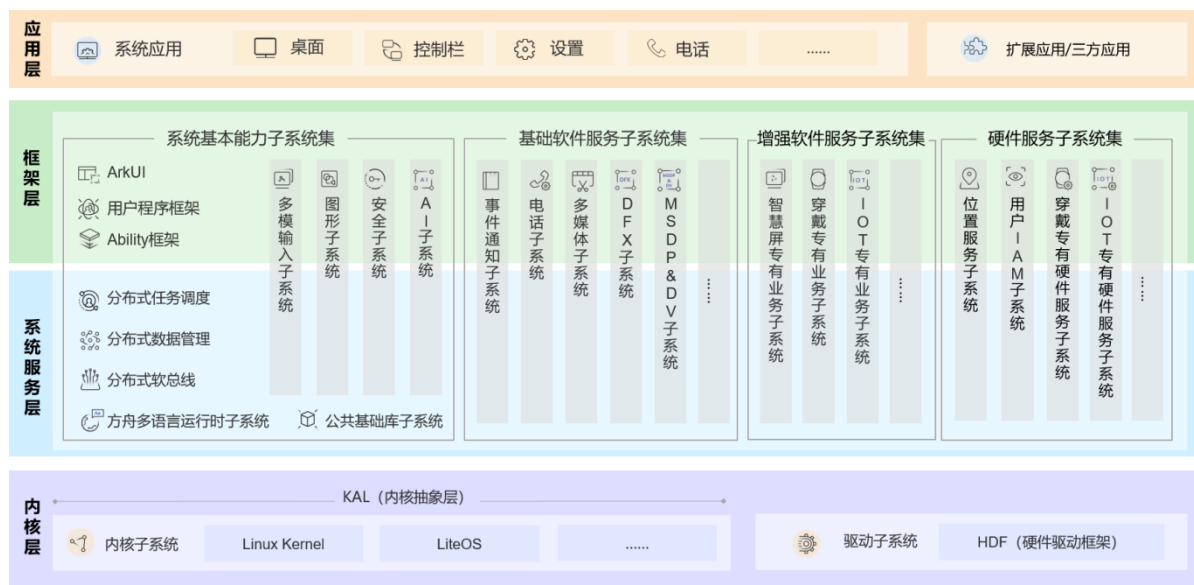 应用层
系统应用
桌面
控制栏
设置
电话
......
扩展应用/三方应用
框架层
系统基本能力子系统集
ArkUI
用户程序框架
Ability框架
多模输入子系统
图形子系统
安全子系统
AI
AI子系统
基础软件服务子系统集
事件通知子系统
电话子系统
多媒体子系统
DFX
DFX子系统
MSDP&DV子系统
......
增强软件服务子系统集
智慧屏专有业务子系统
穿戴专有业务子系统
IOT
IOT专有业务子系统
......
硬件服务子系统集
位置服务子系统
用户IAM子系统
穿戴专有硬件服务子系统
IOT
IOT专有硬件服务子系统
......
系统服务层
分布式任务调度
分布式数据管理
分布式软总线
方舟多语言运行时子系统
公共基础库子系统
内核层
KAL（内核抽象层）
内核子系统
Linux Kernel
LiteOS
......
驱动子系统
HDF（硬件驱动框架）